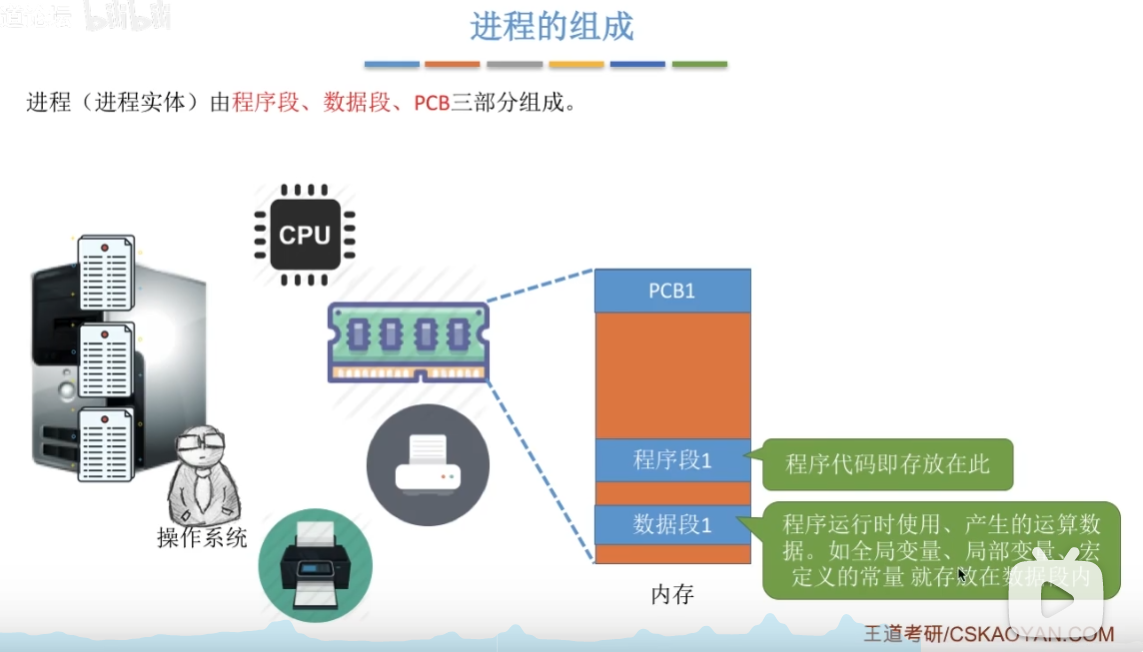 进程的组成
进程（进程实体）由程序段、数据段、PCB三部分组成。
CPU
PCB1
程序段1
程序代码即存放在此
数据段1
程序运行时使用、产生的运算数
据。如全局变量、局部变量、宏
定义的常量 就存放在数据段内
操作系统
内存
王道考研/CSKAOYAN.COM
bilibili